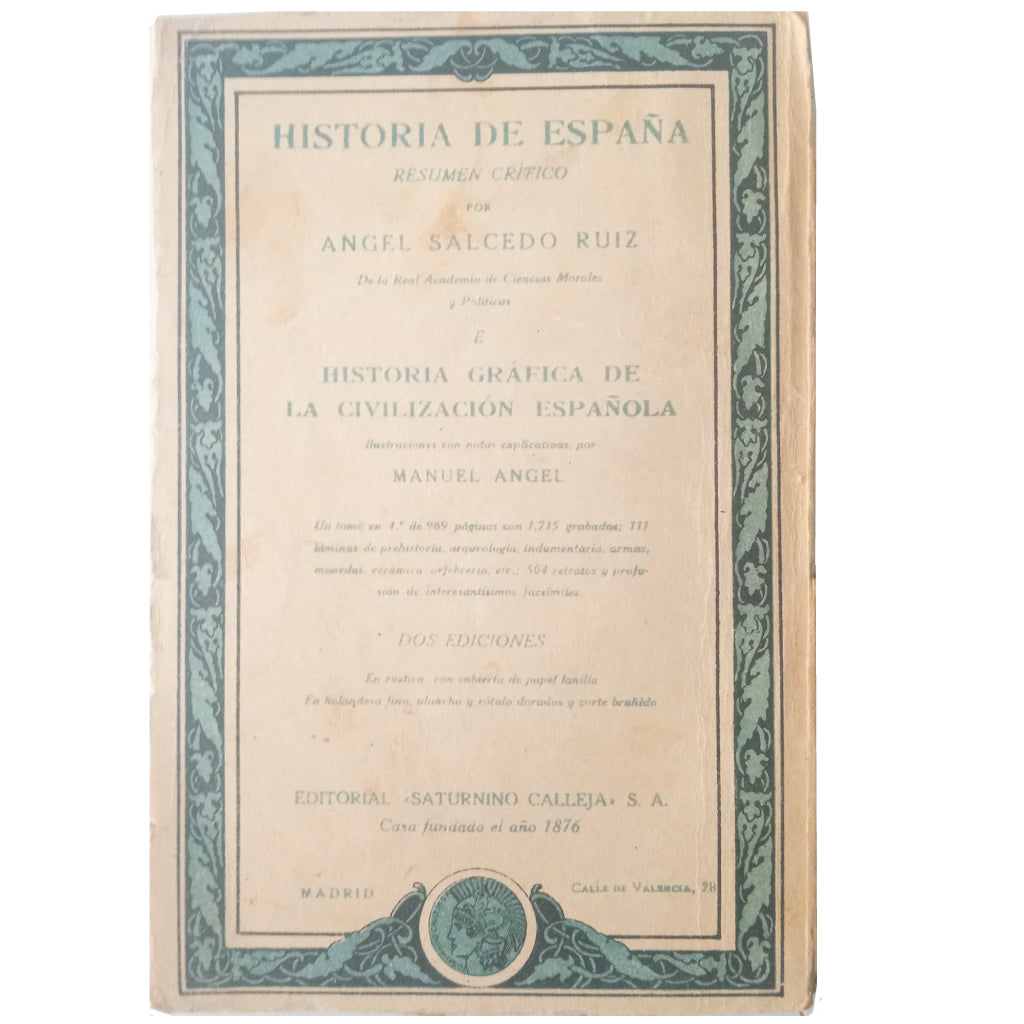 HISTORIA DE ESPAÑA
RESUMEN CRÍTICO
POR
ANGEL SALCEDO RUIZ
De la Real Academia de Ciencias Morales
y Políticas
E
HISTORIA GRÁFICA DE
LA CIVILIZACIÓN ESPAÑOLA
Ilustraciones con notas explicativas, por
MANUEL ANGEL
Un tomo en 4.º de 969 páginas con 1.715 grabados; 111
láminas de prehistoria, arqueología, indumentaria, armas,
monedas, cerámica, orfebrería, etc.; 504 retratos y profu-
sión de interesantísimos facsímiles.
DOS EDICIONES
En rústica, con cubierta de papel tanilla
En holandesa fina, plancha y rótulo dorados y corte bruñido
EDITORIAL «SATURNINO CALLEJA» S. A.
Casa fundada el año 1876
MADRID
CALLE DE VALENCIA, 28